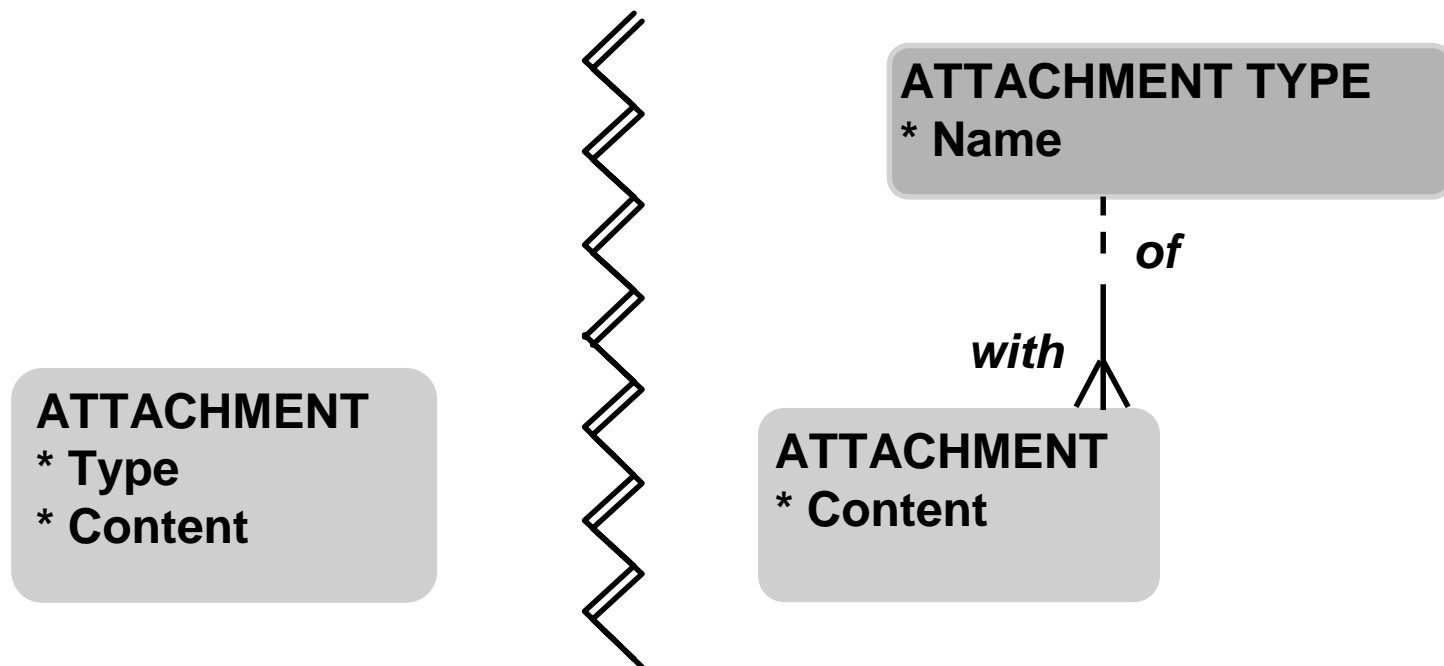 ATTACHMENT
* Type
* Content
ATTACHMENT TYPE
* Name
of
with
ATTACHMENT
* Content